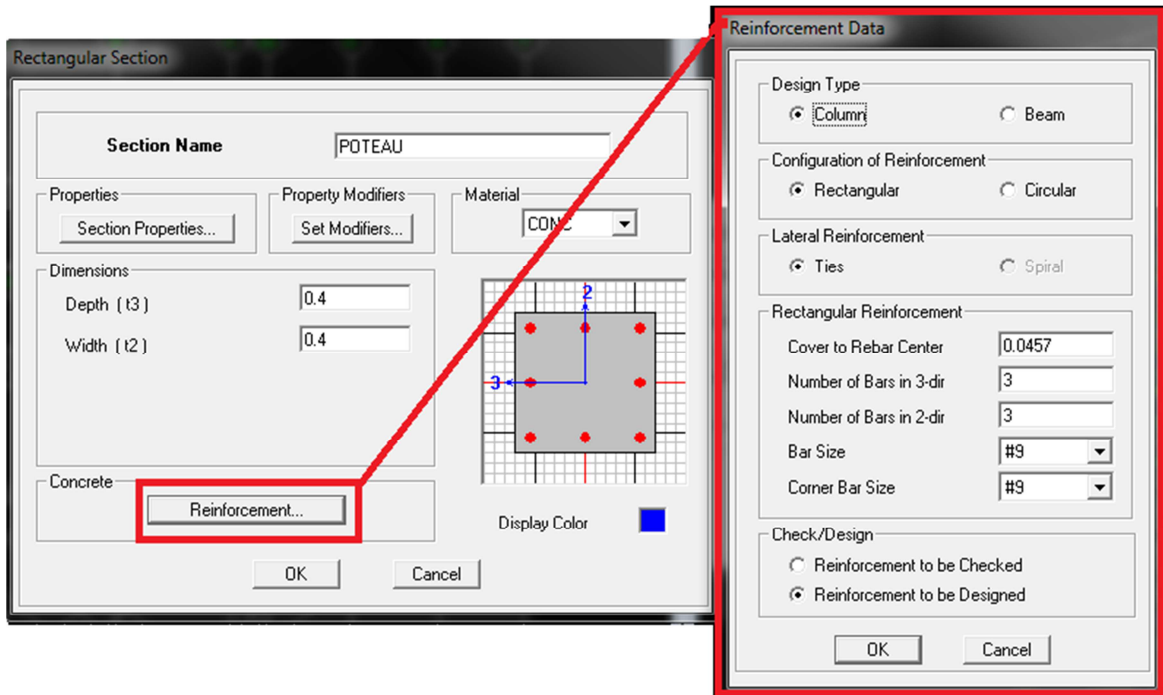 Rectangular Section
Section Name POTEAU
Properties Property Modifiers Material
Section Properties... Set Modifiers... CONC
Dimensions
Depth (t3) 0.4
Width (t2) 0.4
2
3
Concrete
Reinforcement...
Display Color
OK Cancel
Reinforcement Data
Design Type
Column Beam
Configuration of Reinforcement
Rectangular Circular
Lateral Reinforcement
Ties Spiral
Rectangular Reinforcement
Cover to Rebar Center 0.0457
Number of Bars in 3-dir 3
Number of Bars in 2-dir 3
Bar Size #9
Corner Bar Size #9
Check/Design
Reinforcement to be Checked
Reinforcement to be Designed
OK Cancel